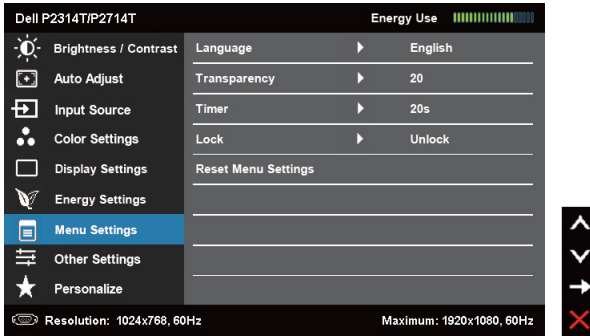 Dell P2314T/P2714T Energy Use
Brightness / Contrast Language English
Auto Adjust Transparency 20
Input Source Timer 20s
Color Settings Lock Unlock
Display Settings Reset Menu Settings
Energy Settings
Menu Settings
Other Settings
Personalize
Resolution: 1024x768, 60Hz Maximum: 1920x1080, 60Hz